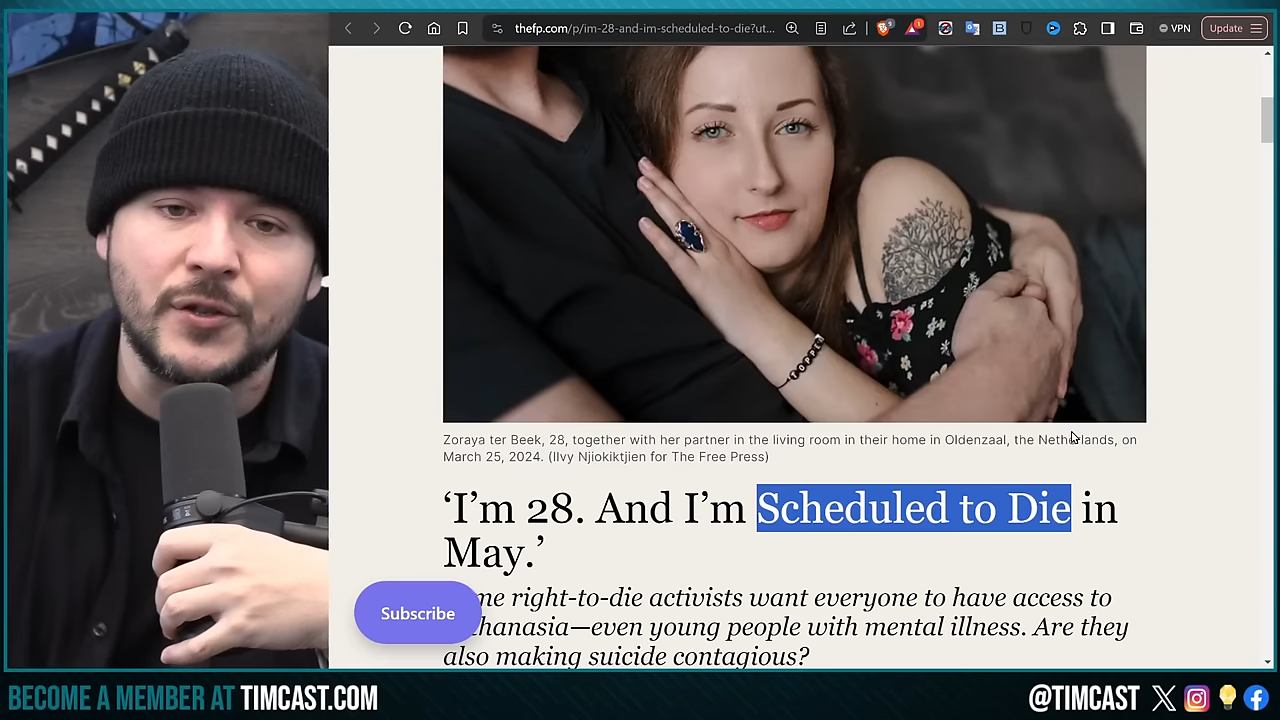 thefp.com/p/im-28-and-im-scheduled-to-die?ut...
VPN
Update
Zoraya ter Beek, 28, together with her partner in the living room in their home in Oldenzaal, the Netherlands, on
March 25, 2024. (Ilvy Njiokiktjien for The Free Press)
‘I’m 28. And I’m Scheduled to Die in
May.’
me right-to-die activists want everyone to have access to
Subscribe
hanasia—even young people with mental illness. Are they
also making suicide contagious?
BECOME A MEMBER AT TIMCAST.COM
@TIMCAST